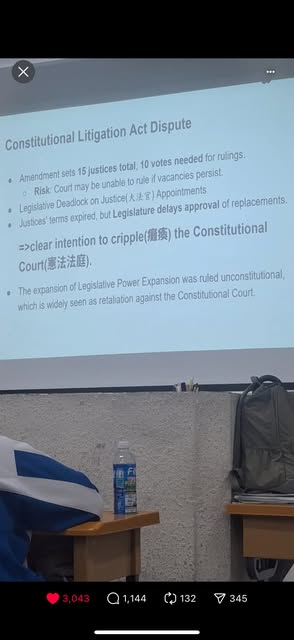 Constitutional Litigation Act Dispute
● Amendment sets 15 justices total, 10 votes needed for rulings.
○ Risk: Court may be unable to rule if vacancies persist.
● Legislative Deadlock on Justice(大法官) Appointments
● Justices' terms expired, but Legislature delays approval of replacements.
=>clear intention to cripple(癱瘓) the Constitutional
Court(憲法法庭).
● The expansion of Legislative Power Expansion was ruled unconstitutional,
which is widely seen as retaliation against the Constitutional Court.
3,043 1,144 132 345